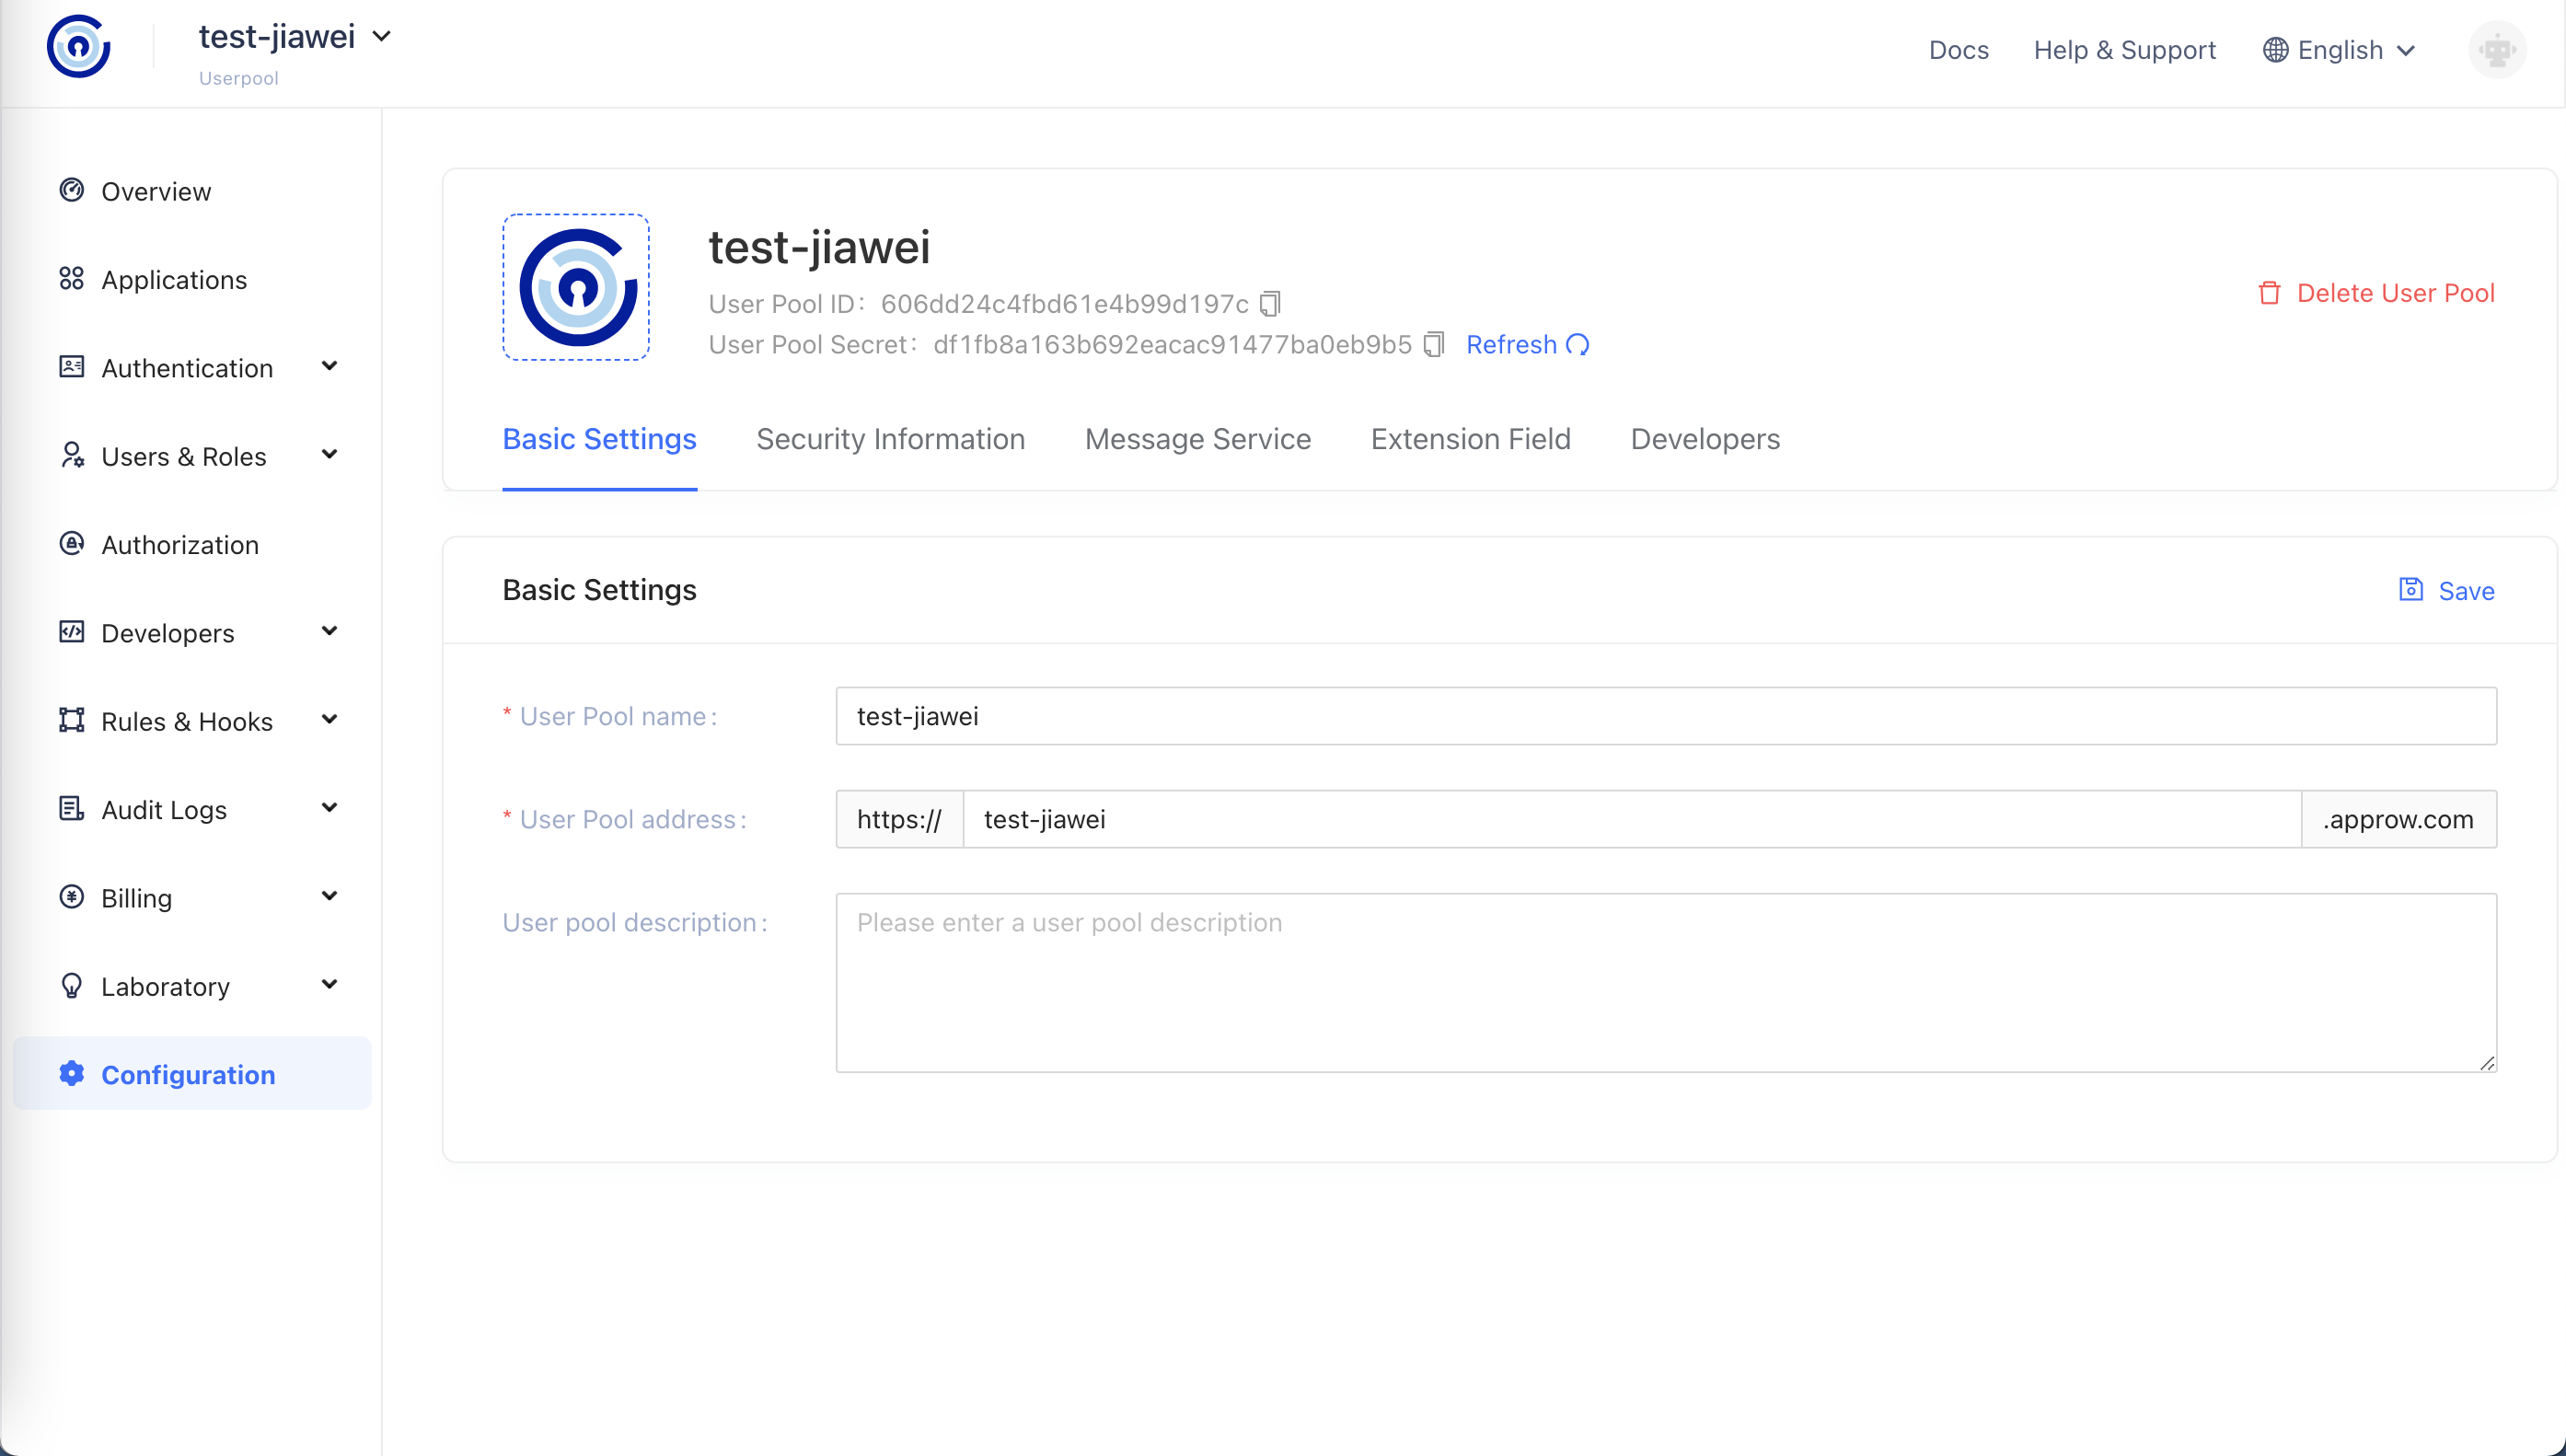 test-jiawei
Userpool
Docs
Help & Support
English
Overview
Applications
Authentication
Users & Roles
Authorization
Developers
Rules & Hooks
Audit Logs
Billing
Laboratory
Configuration
test-jiawei
User Pool ID: 606dd24c4fbd61e4b99d197c
User Pool Secret: df1fb8a163b692eacac91477ba0eb9b5 Refresh
Delete User Pool
Basic Settings Security Information Message Service Extension Field Developers
Basic Settings
Save
* User Pool name: test-jiawei
* User Pool address: https:// test-jiawei .approw.com
User pool description: Please enter a user pool description